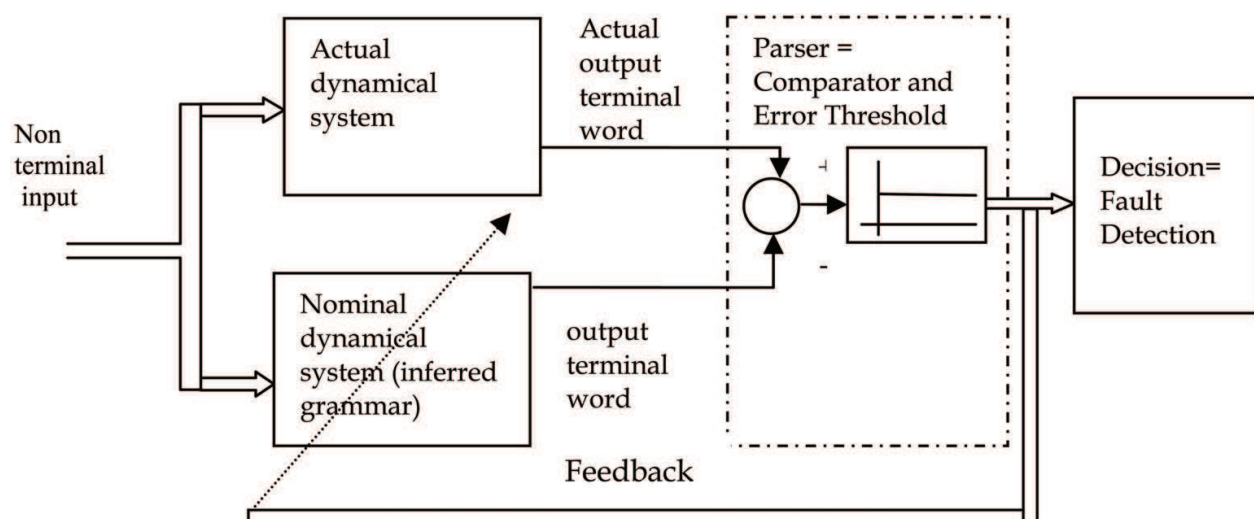 Non
terminal
input
Actual
dynamical
system
Actual
output
terminal
word
Parser =
Comparator and
Error Threshold
+
-
Decision=
Fault
Detection
Nominal
dynamical
system (inferred
grammar)
output
terminal
word
Feedback